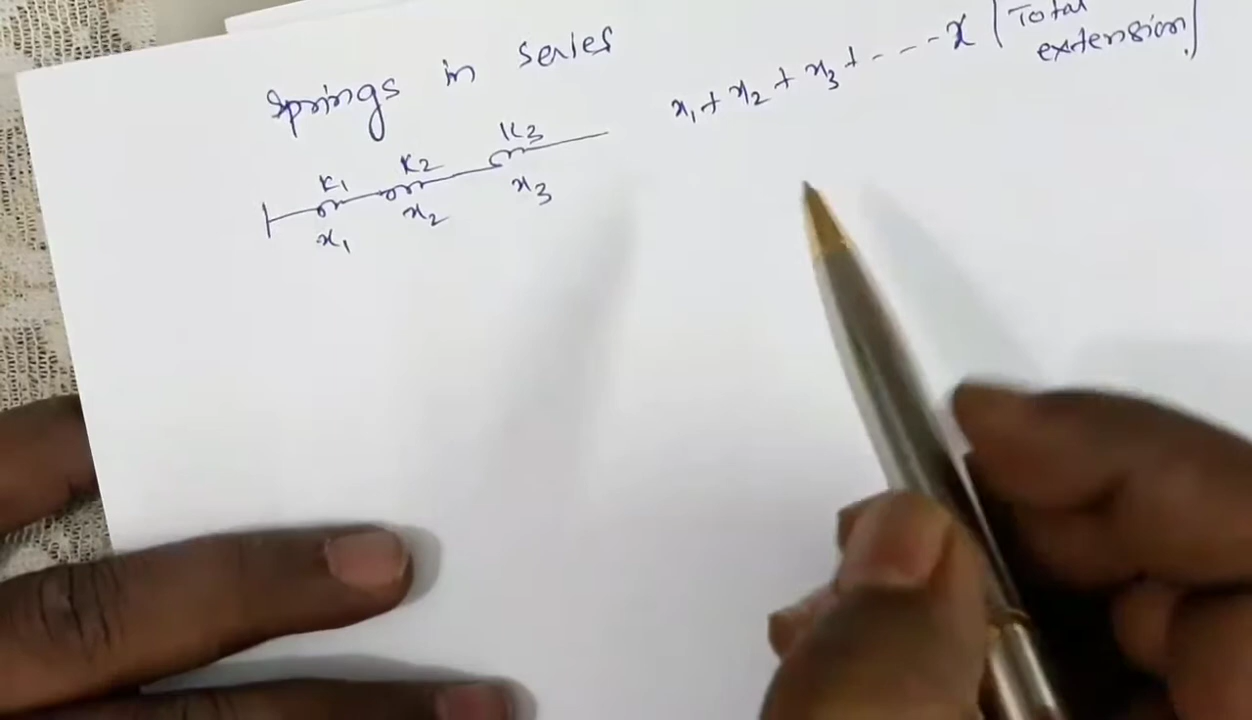 Springs in series
x₁ + x₂ + x₃ + - - - x (Total extension)
K₁ K₂ K₃
x₁ x₂ x₃